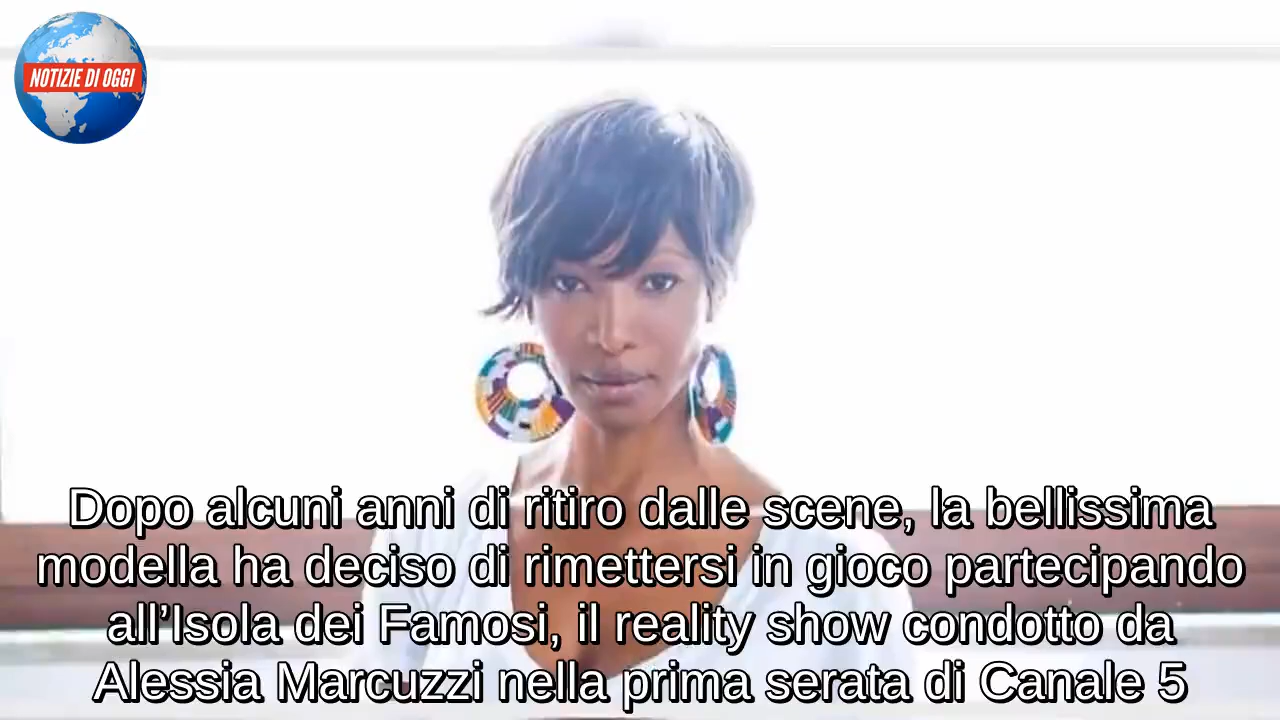 NOTIZIE DI OGGI
Dopo alcuni anni di ritiro dalle scene, la bellissima
modella ha deciso di rimettersi in gioco partecipando
all’Isola dei Famosi, il reality show condotto da
Alessia Marcuzzi nella prima serata di Canale 5